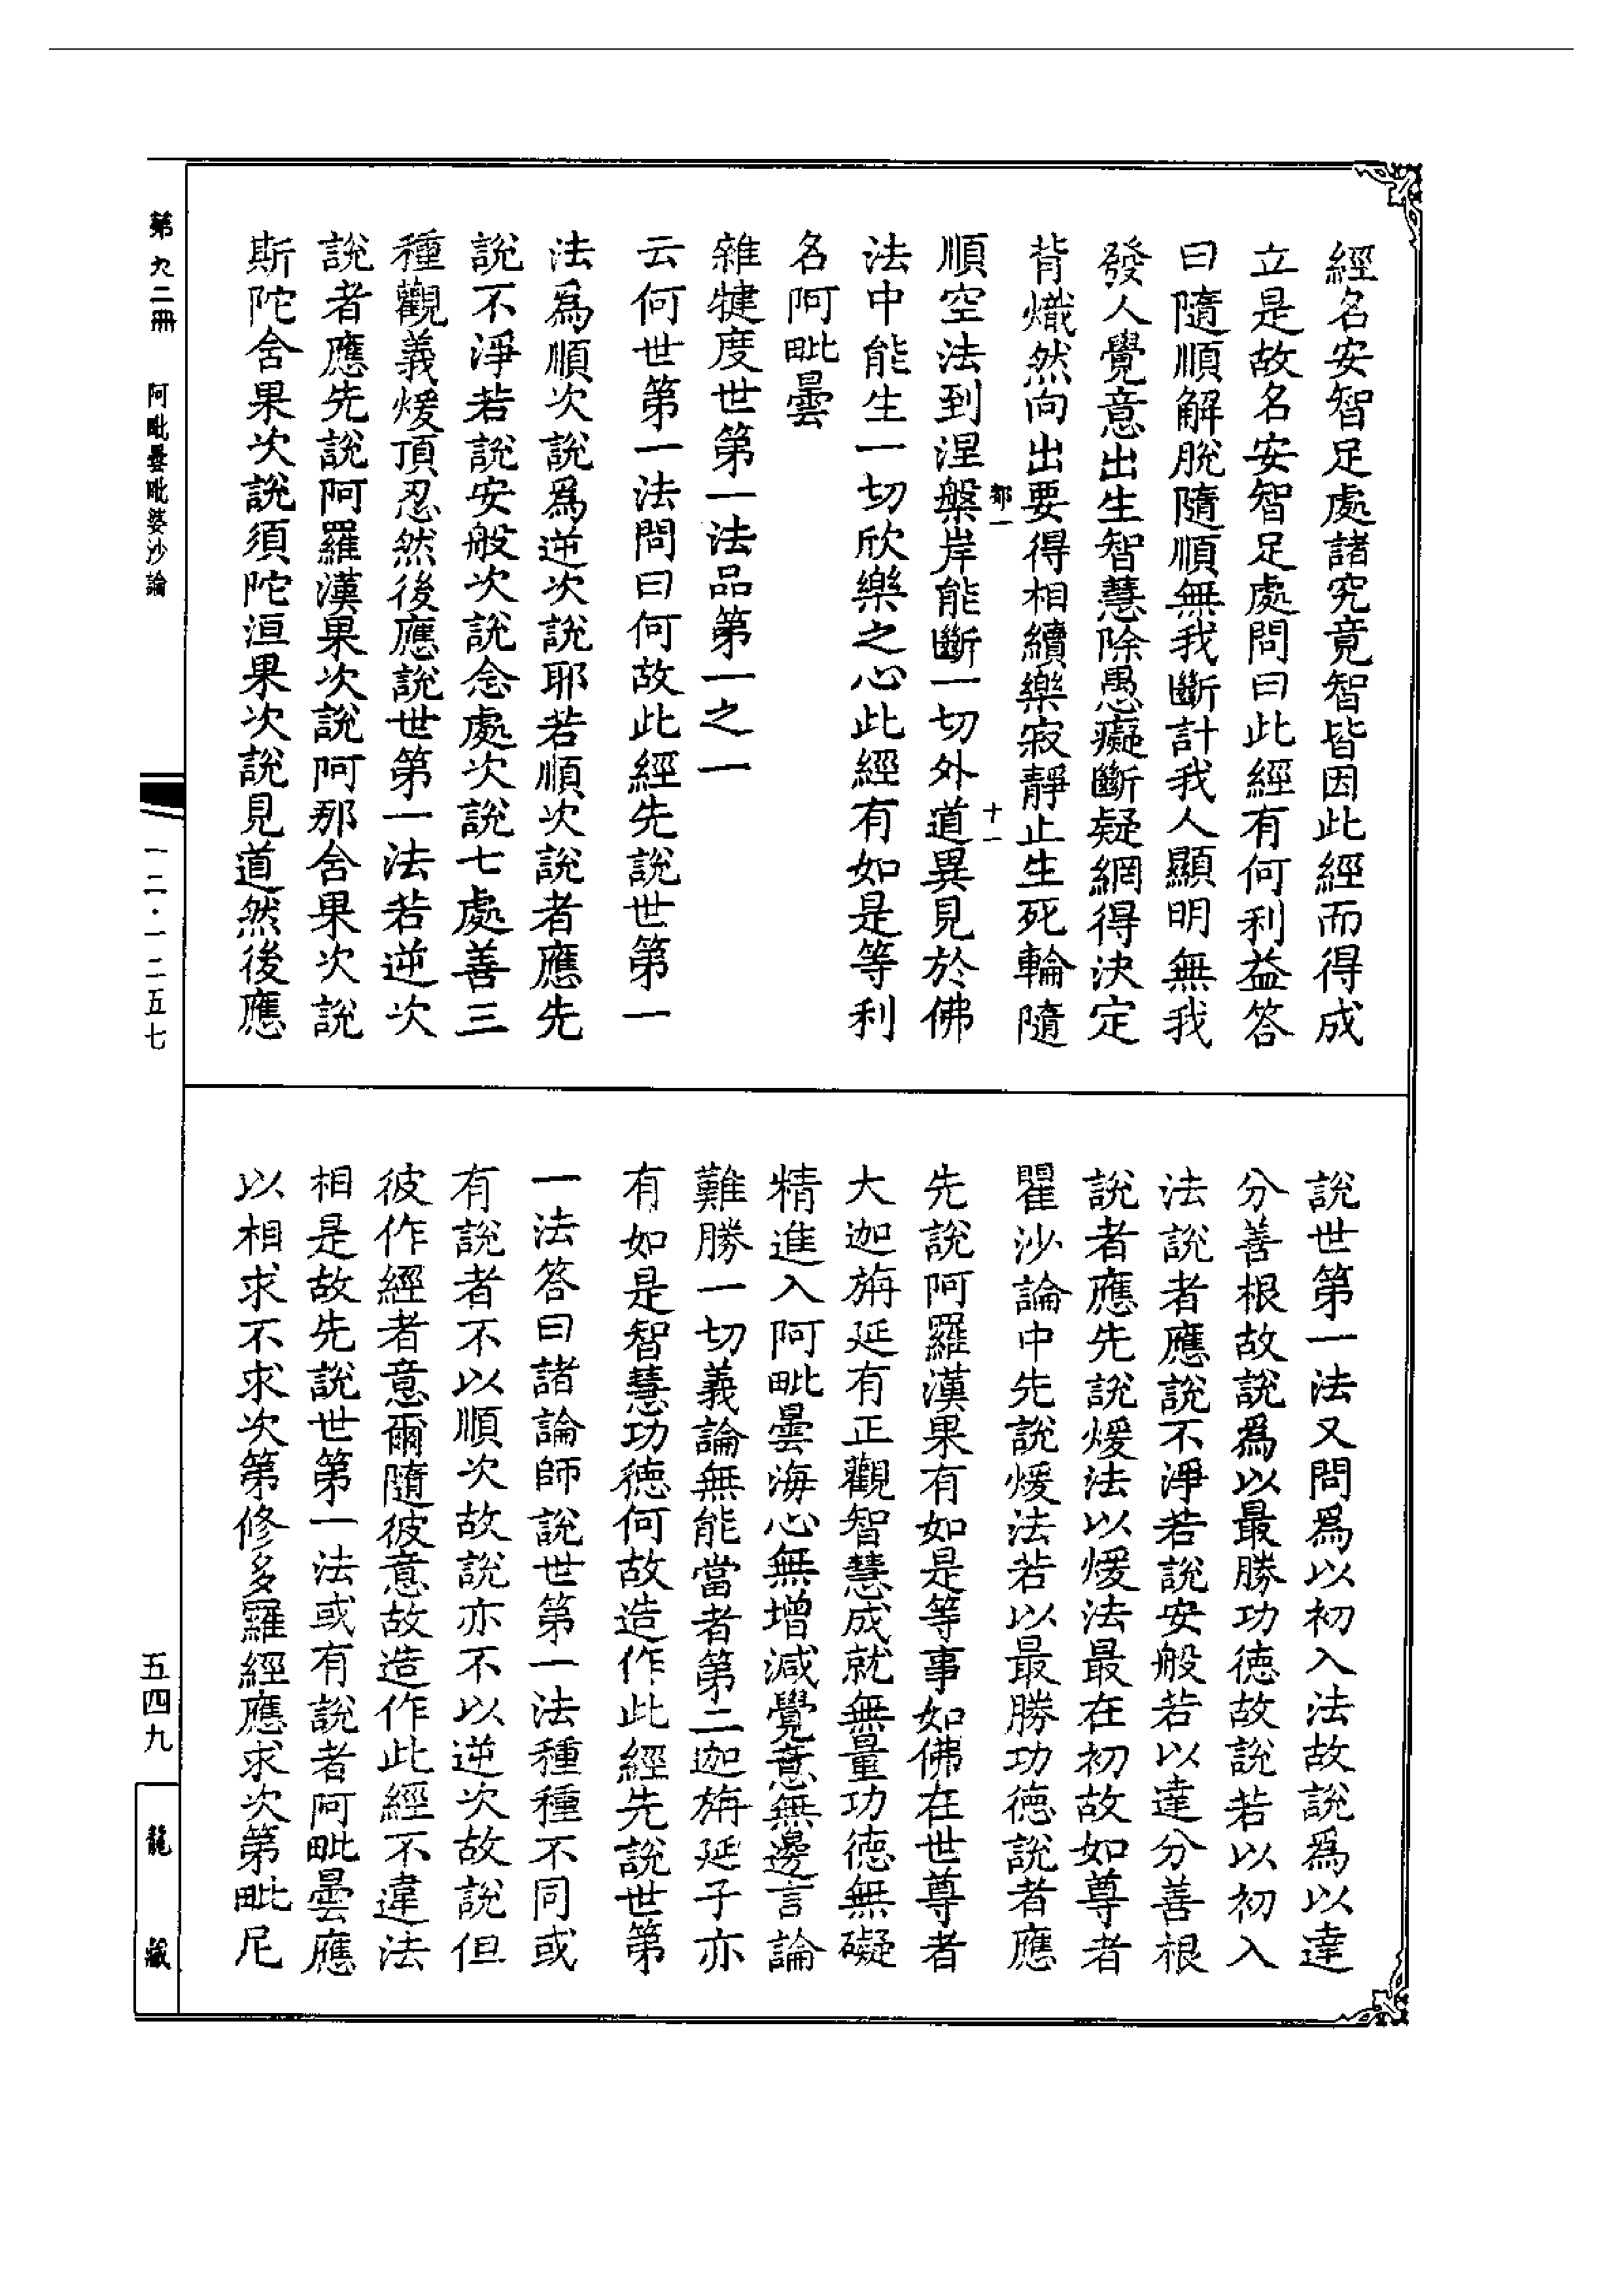 經名安智足處諸究竟智皆因此經而得成
立是故名安智足處問曰此經有何利益答
曰隨順解脫隨順無我斷計我人顯明無我
發人覺意出生智慧除愚癡斷疑網得決定
背熾然向出要得相續樂寂靜止生死輪隨
鄰一
十一
順空法到涅槃岸能斷一切外道異見於佛
法中能生一切欣樂之心此經有如是等利
名阿毗曇
雜犍度世第一法品第一之一
云何世第一法問曰何故此經先說世第一
法爲順次說爲逆次說耶若順次說者應先
說不淨若說安般次說念處次說七處善三
種觀義煖頂忍然後應說世第一法若逆次
說者應先說阿羅漢果次說阿那舍果次說
斯陀舍果次說須陀洹果次說見道然後應
說世第一法又問爲以初入法故說爲以達
分善根故說爲以最勝功德故說若以初入
法說者應說不淨若說安般若以達分善根
說者應先說煖法以煖法最在初故如尊者
瞿沙論中先說煖法若以最勝功德說者應
先說阿羅漢果有如是等事如佛在世尊者
大迦旃延有正觀智慧成就無量功德無礙
精進入阿毗曇海心無增減覺意無邊言論
難勝一切義論無能當者第二迦旃延子亦
有如是智慧功德何故造作此經先說世第
一法答曰諸論師說世第一法種種不同或
有說者不以順次故說亦不以逆次故說但
彼作經者意爾隨彼意故造作此經不違法
相是故先說世第一法或有說者阿毗曇應
以相求不求次第修多羅經應求次第毗尼
第九二冊 阿毗曇毗婆沙論
一二·一二五七
五四九
龍藏